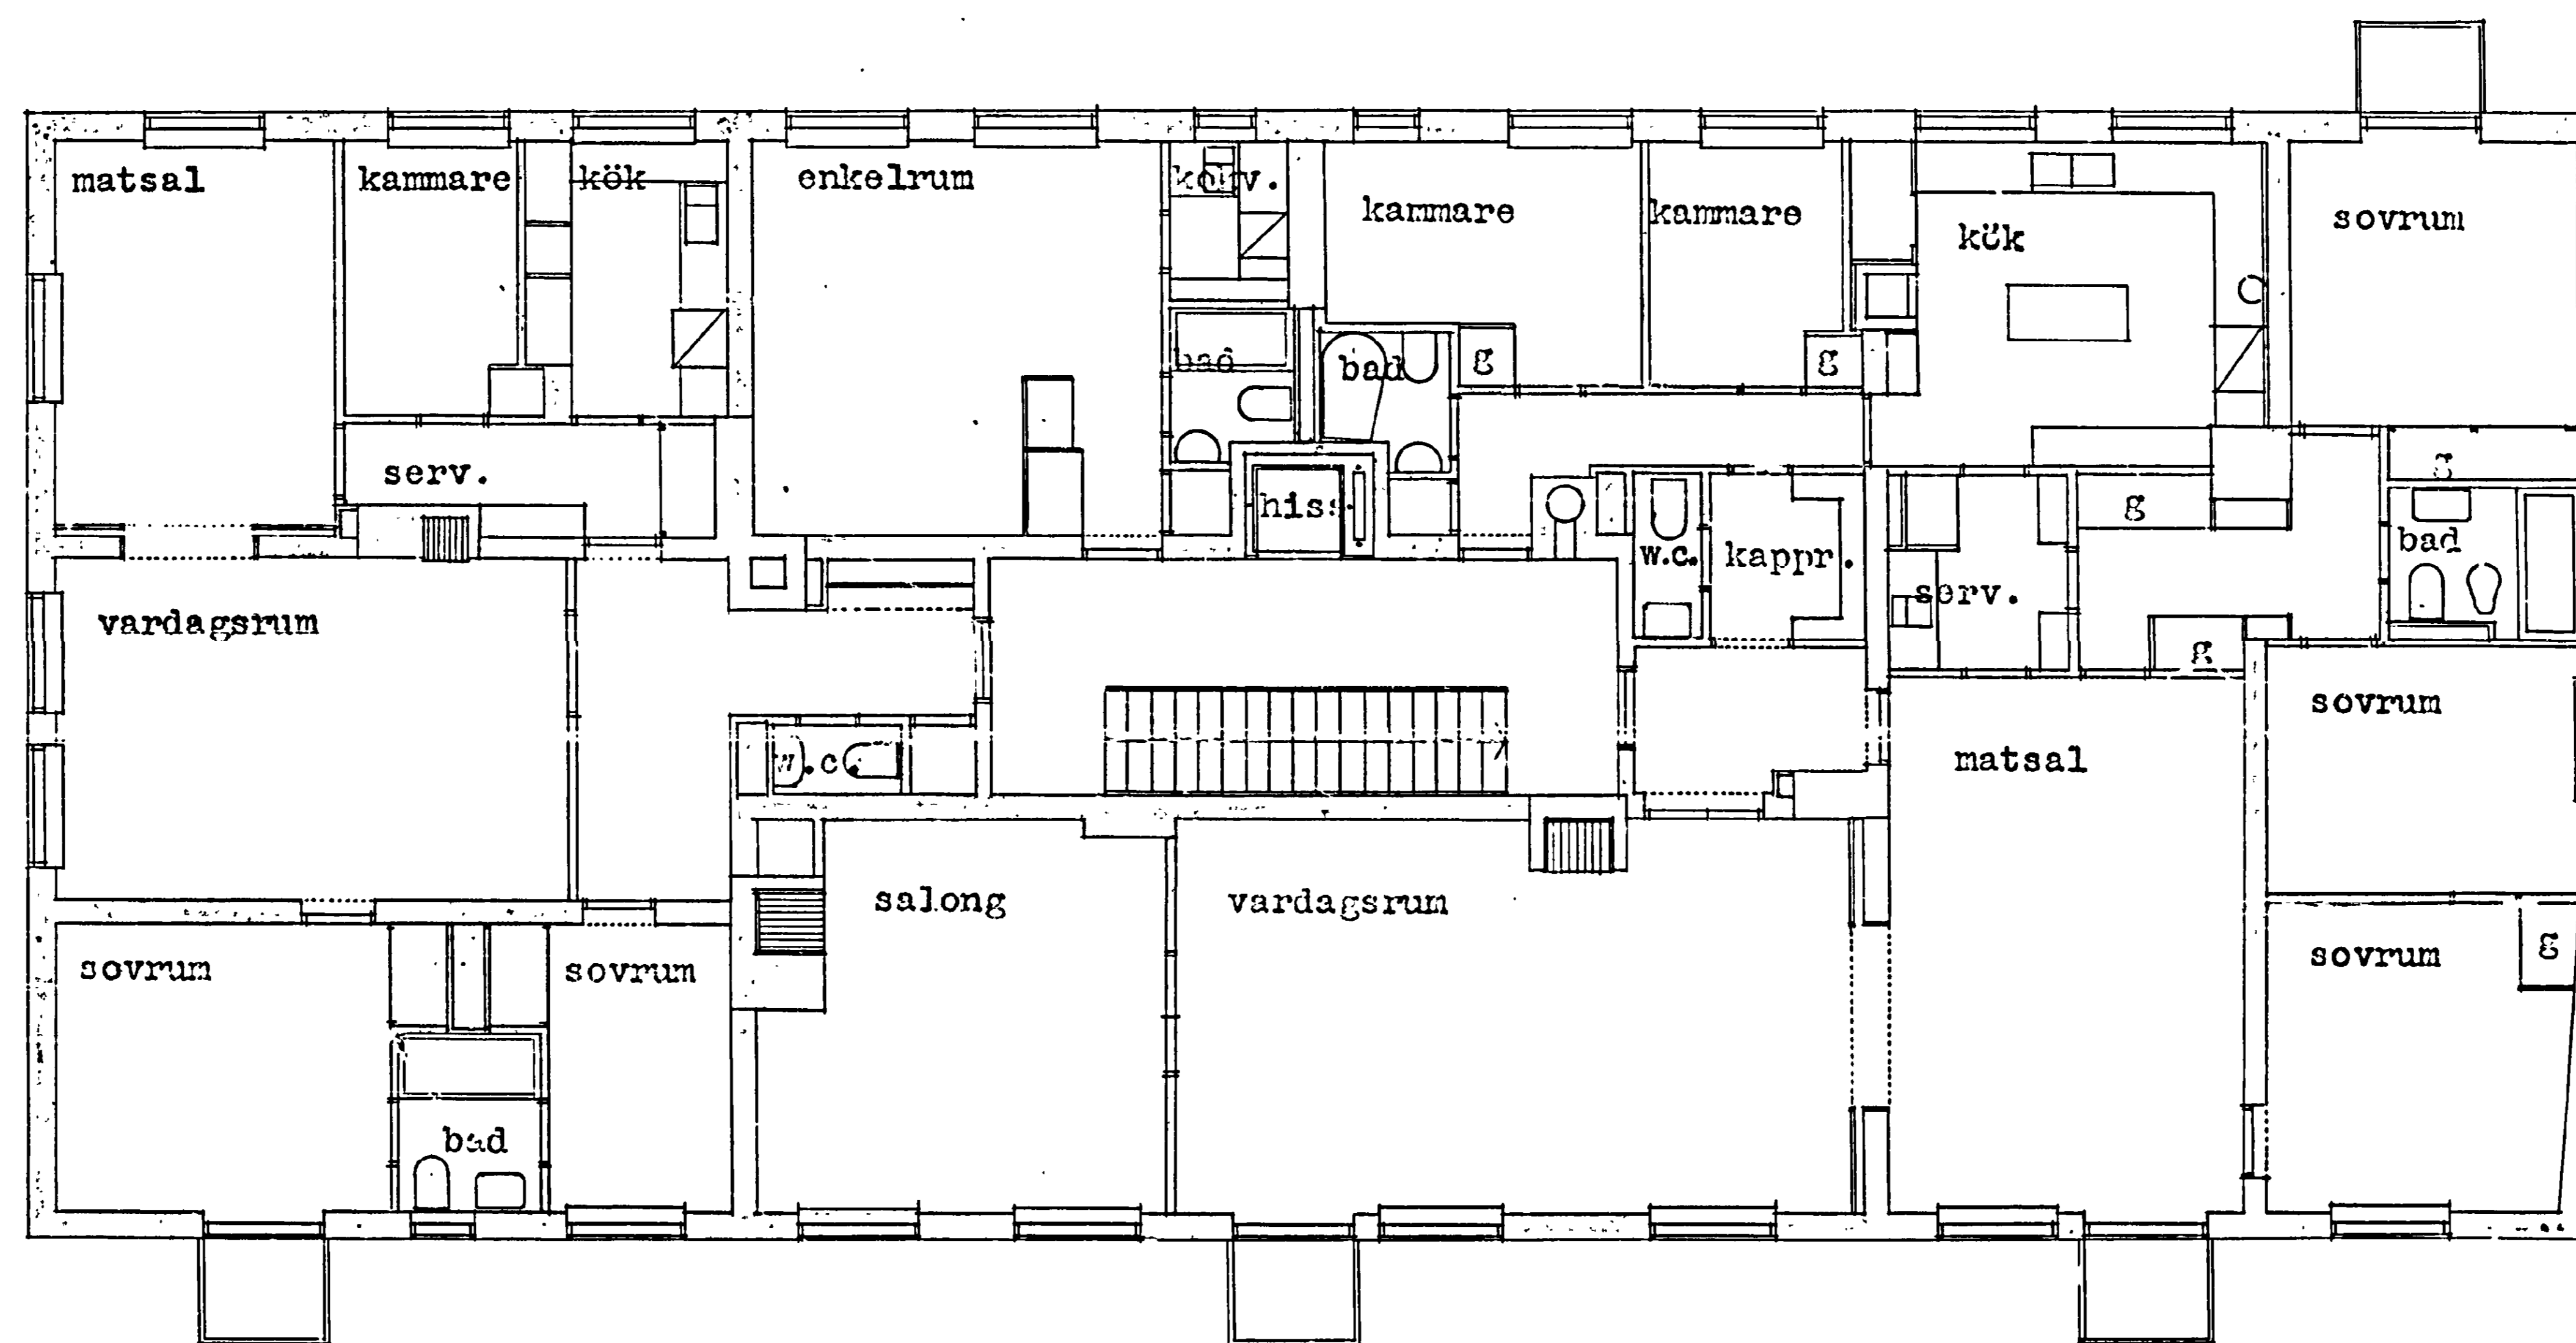 matsal
kammare
kök
enkelrum
kokv.
kammare
kammare
kök
sovrum
bad
bad
g
g
serv.
hiss
w.c.
kappr.
g
g
bad
serv.
vardagsrum
g
sovrum
w.c.
matsal
salong
vardagsrum
sovrum
sovrum
sovrum
g
bad